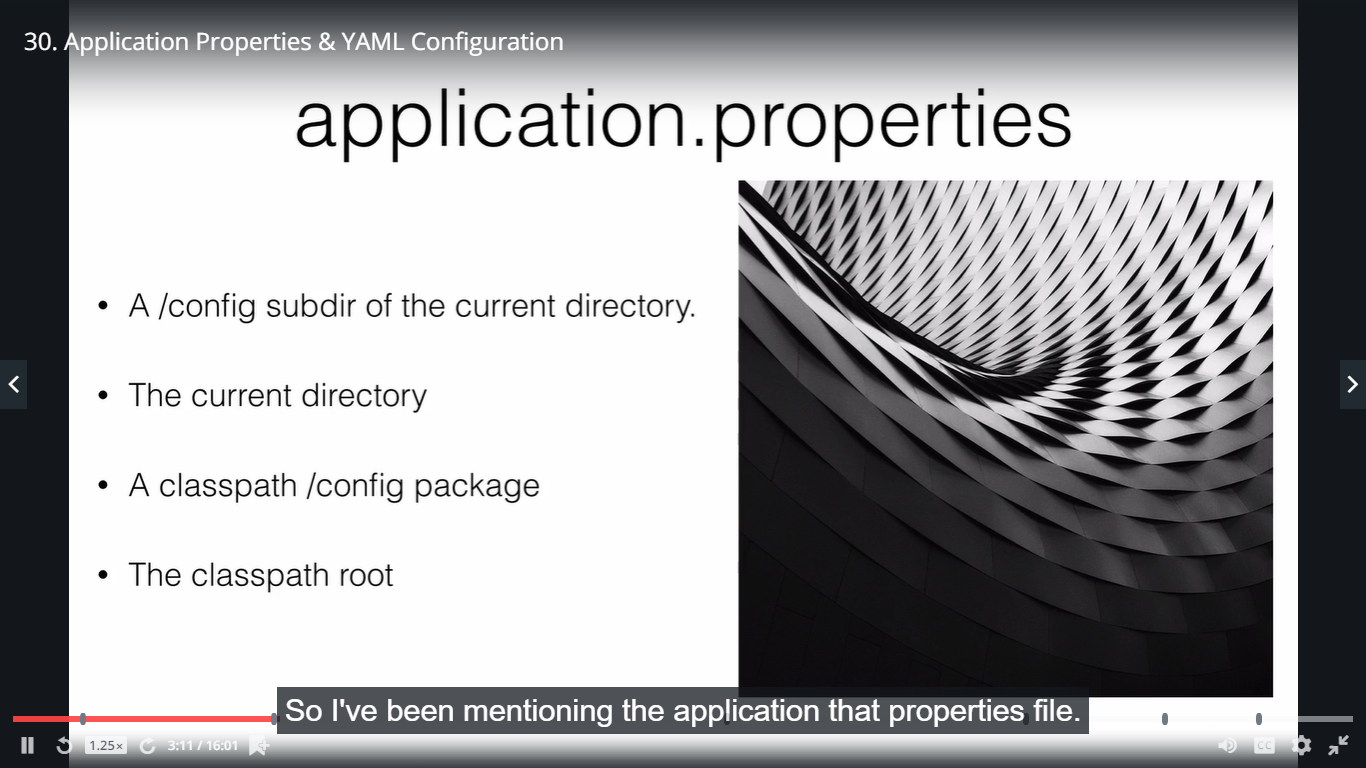 30. Application Properties & YAML Configuration
application.properties
• A /config subdir of the current directory.
• The current directory
• A classpath /config package
• The classpath root
So I've been mentioning the application that properties file.
1.25x 3:11 / 16:01 CC